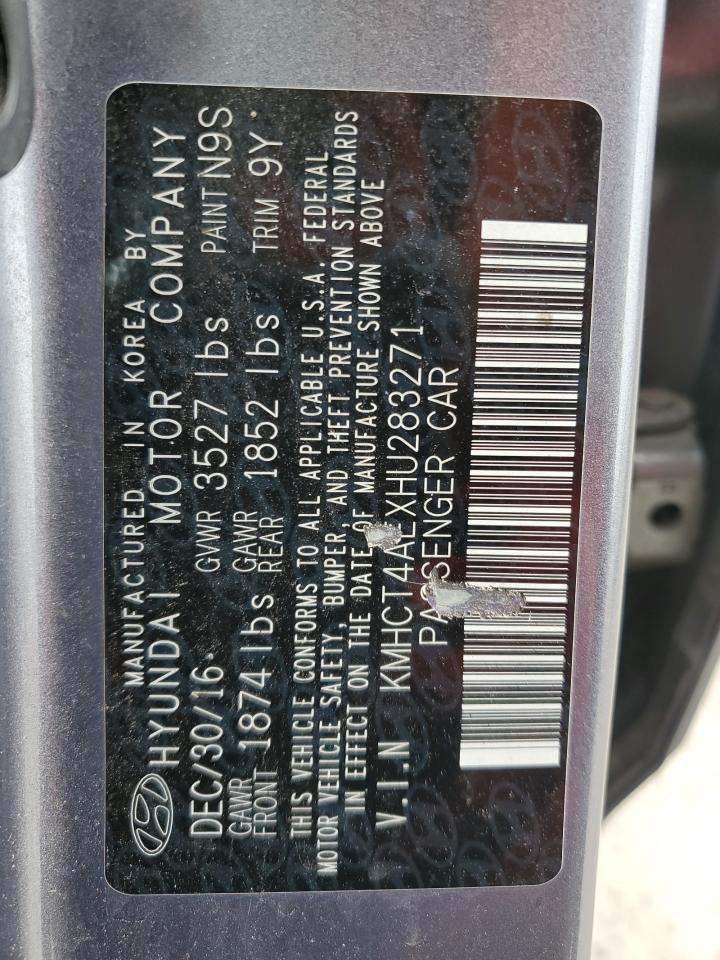 MANUFACTURED IN KOREA BY
HYUNDAI MOTOR COMPANY
DEC/30/16 GVWR 3527 lbs PAINT N9S
GAWR FRONT 1874 lbs GAWR REAR 1852 lbs TRIM 9Y
THIS VEHICLE CONFORMS TO ALL APPLICABLE U.S.A. FEDERAL
MOTOR VEHICLE SAFETY, BUMPER, AND THEFT PREVENTION STANDARDS
IN EFFECT ON THE DATE OF MANUFACTURE SHOWN ABOVE
V.I.N KMHCT4AEXHU283271
PASSENGER CAR